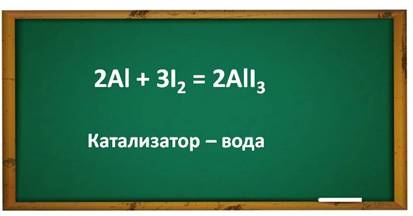 2Al + 3I₂ = 2AlI₃
Катализатор – вода